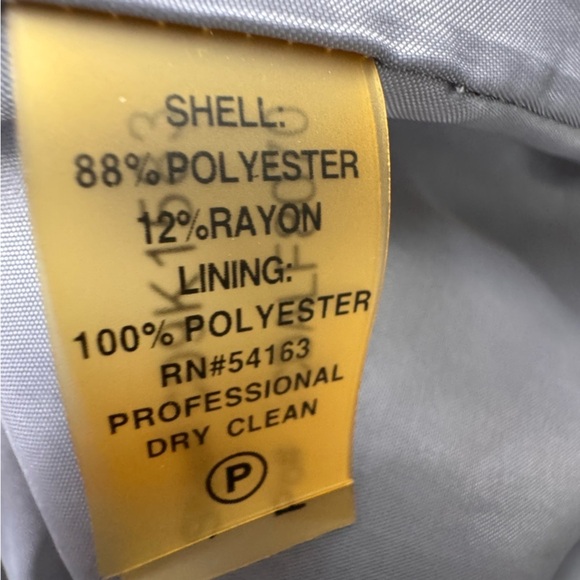 SHELL:
88% POLYESTER
12% RAYON
LINING:
100% POLYESTER
RN#54163
PROFESSIONAL
DRY CLEAN
P